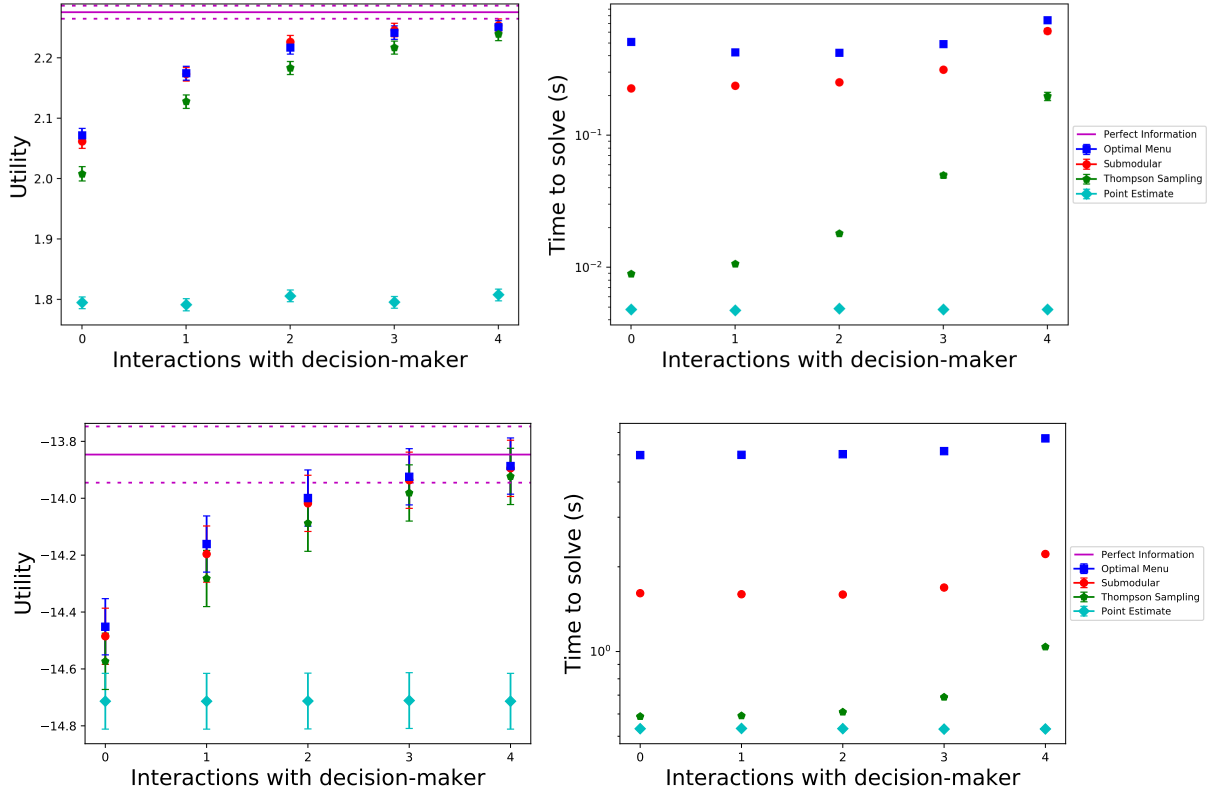 Utility
2.2
2.1
2.0
1.9
1.8
0 1 2 3 4
Interactions with decision-maker
Time to solve (s)
10⁻¹
10⁻²
0 1 2 3 4
Interactions with decision-maker
Perfect Information
Optimal Menu
Submodular
Thompson Sampling
Point Estimate
Utility
−13.8
−14.0
−14.2
−14.4
−14.6
−14.8
0 1 2 3 4
Interactions with decision-maker
Time to solve (s)
10⁰
0 1 2 3 4
Interactions with decision-maker
Perfect Information
Optimal Menu
Submodular
Thompson Sampling
Point Estimate